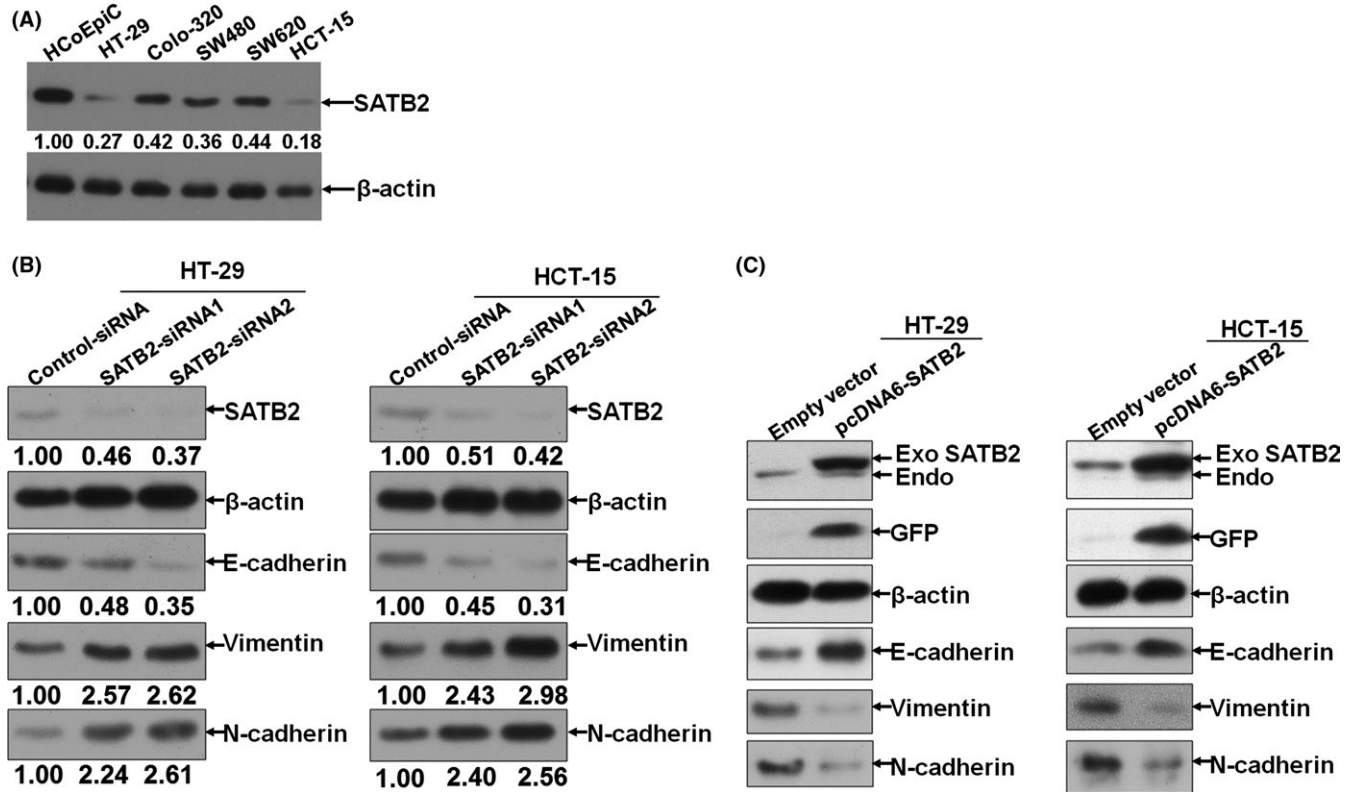 (A)
HCoEpiC HT-29 Colo-320 SW480 SW620 HCT-15
SATB2
1.00 0.27 0.42 0.36 0.44 0.18
β-actin
(B)
HT-29
Control-siRNA SATB2-siRNA1 SATB2-siRNA2
SATB2
1.00 0.46 0.37
β-actin
E-cadherin
1.00 0.48 0.35
Vimentin
1.00 2.57 2.62
N-cadherin
1.00 2.24 2.61
HCT-15
Control-siRNA SATB2-siRNA1 SATB2-siRNA2
SATB2
1.00 0.51 0.42
β-actin
E-cadherin
1.00 0.45 0.31
Vimentin
1.00 2.43 2.98
N-cadherin
1.00 2.40 2.56
(C)
HT-29
Empty vector pcDNA6-SATB2
Exo SATB2
Endo
GFP
β-actin
E-cadherin
Vimentin
N-cadherin
HCT-15
Empty vector pcDNA6-SATB2
Exo SATB2
Endo
GFP
β-actin
E-cadherin
Vimentin
N-cadherin